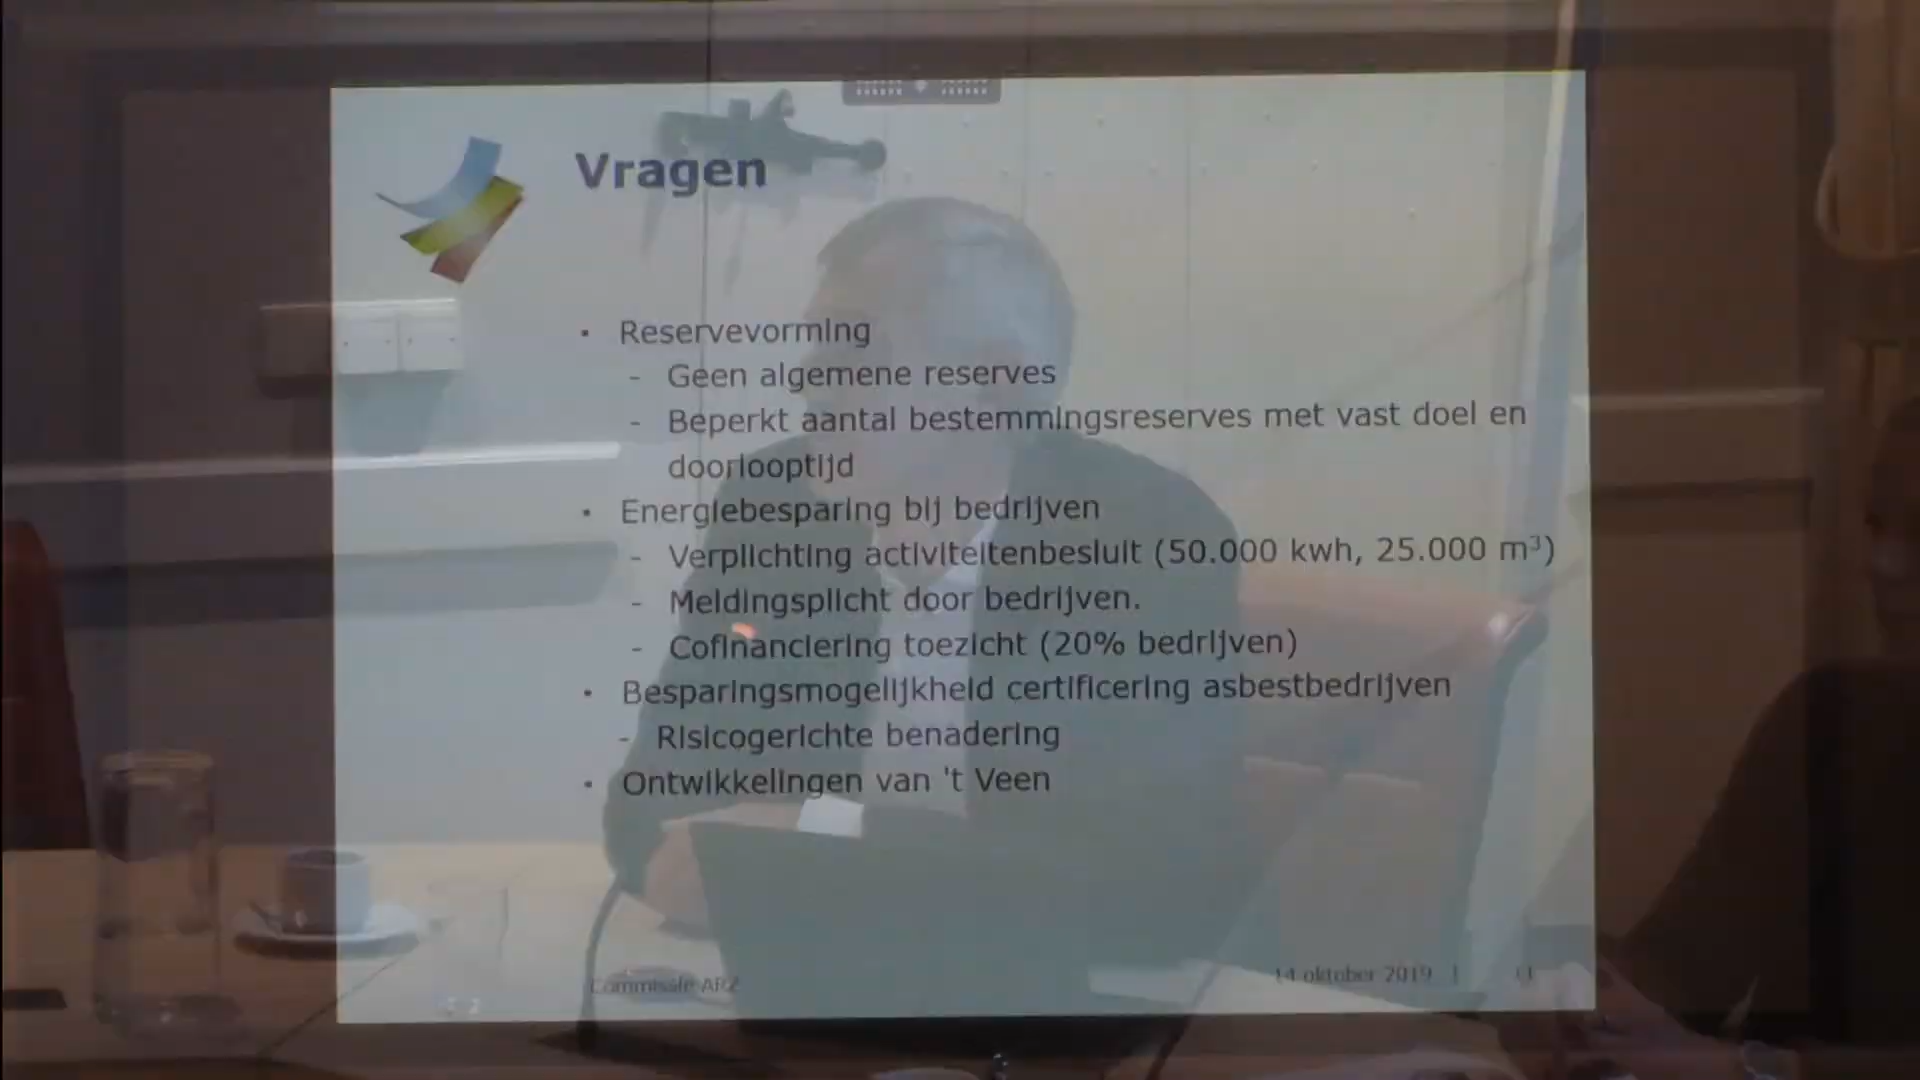 Vragen
• Reservevorming
- Geen algemene reserves
- Beperkt aantal bestemmingsreserves met vast doel en
doorlooptijd
• Energiebesparing bij bedrijven
- Verplichting activiteitenbesluit (50.000 kwh, 25.000 m³)
- Meldingsplicht door bedrijven.
- Cofinanciering toezicht (20% bedrijven)
• Besparingsmogelijkheid certificering asbestbedrijven
- Risicogerichte benadering
• Ontwikkelingen van 't Veen
Commissie ARZ
14 oktober 2019 |